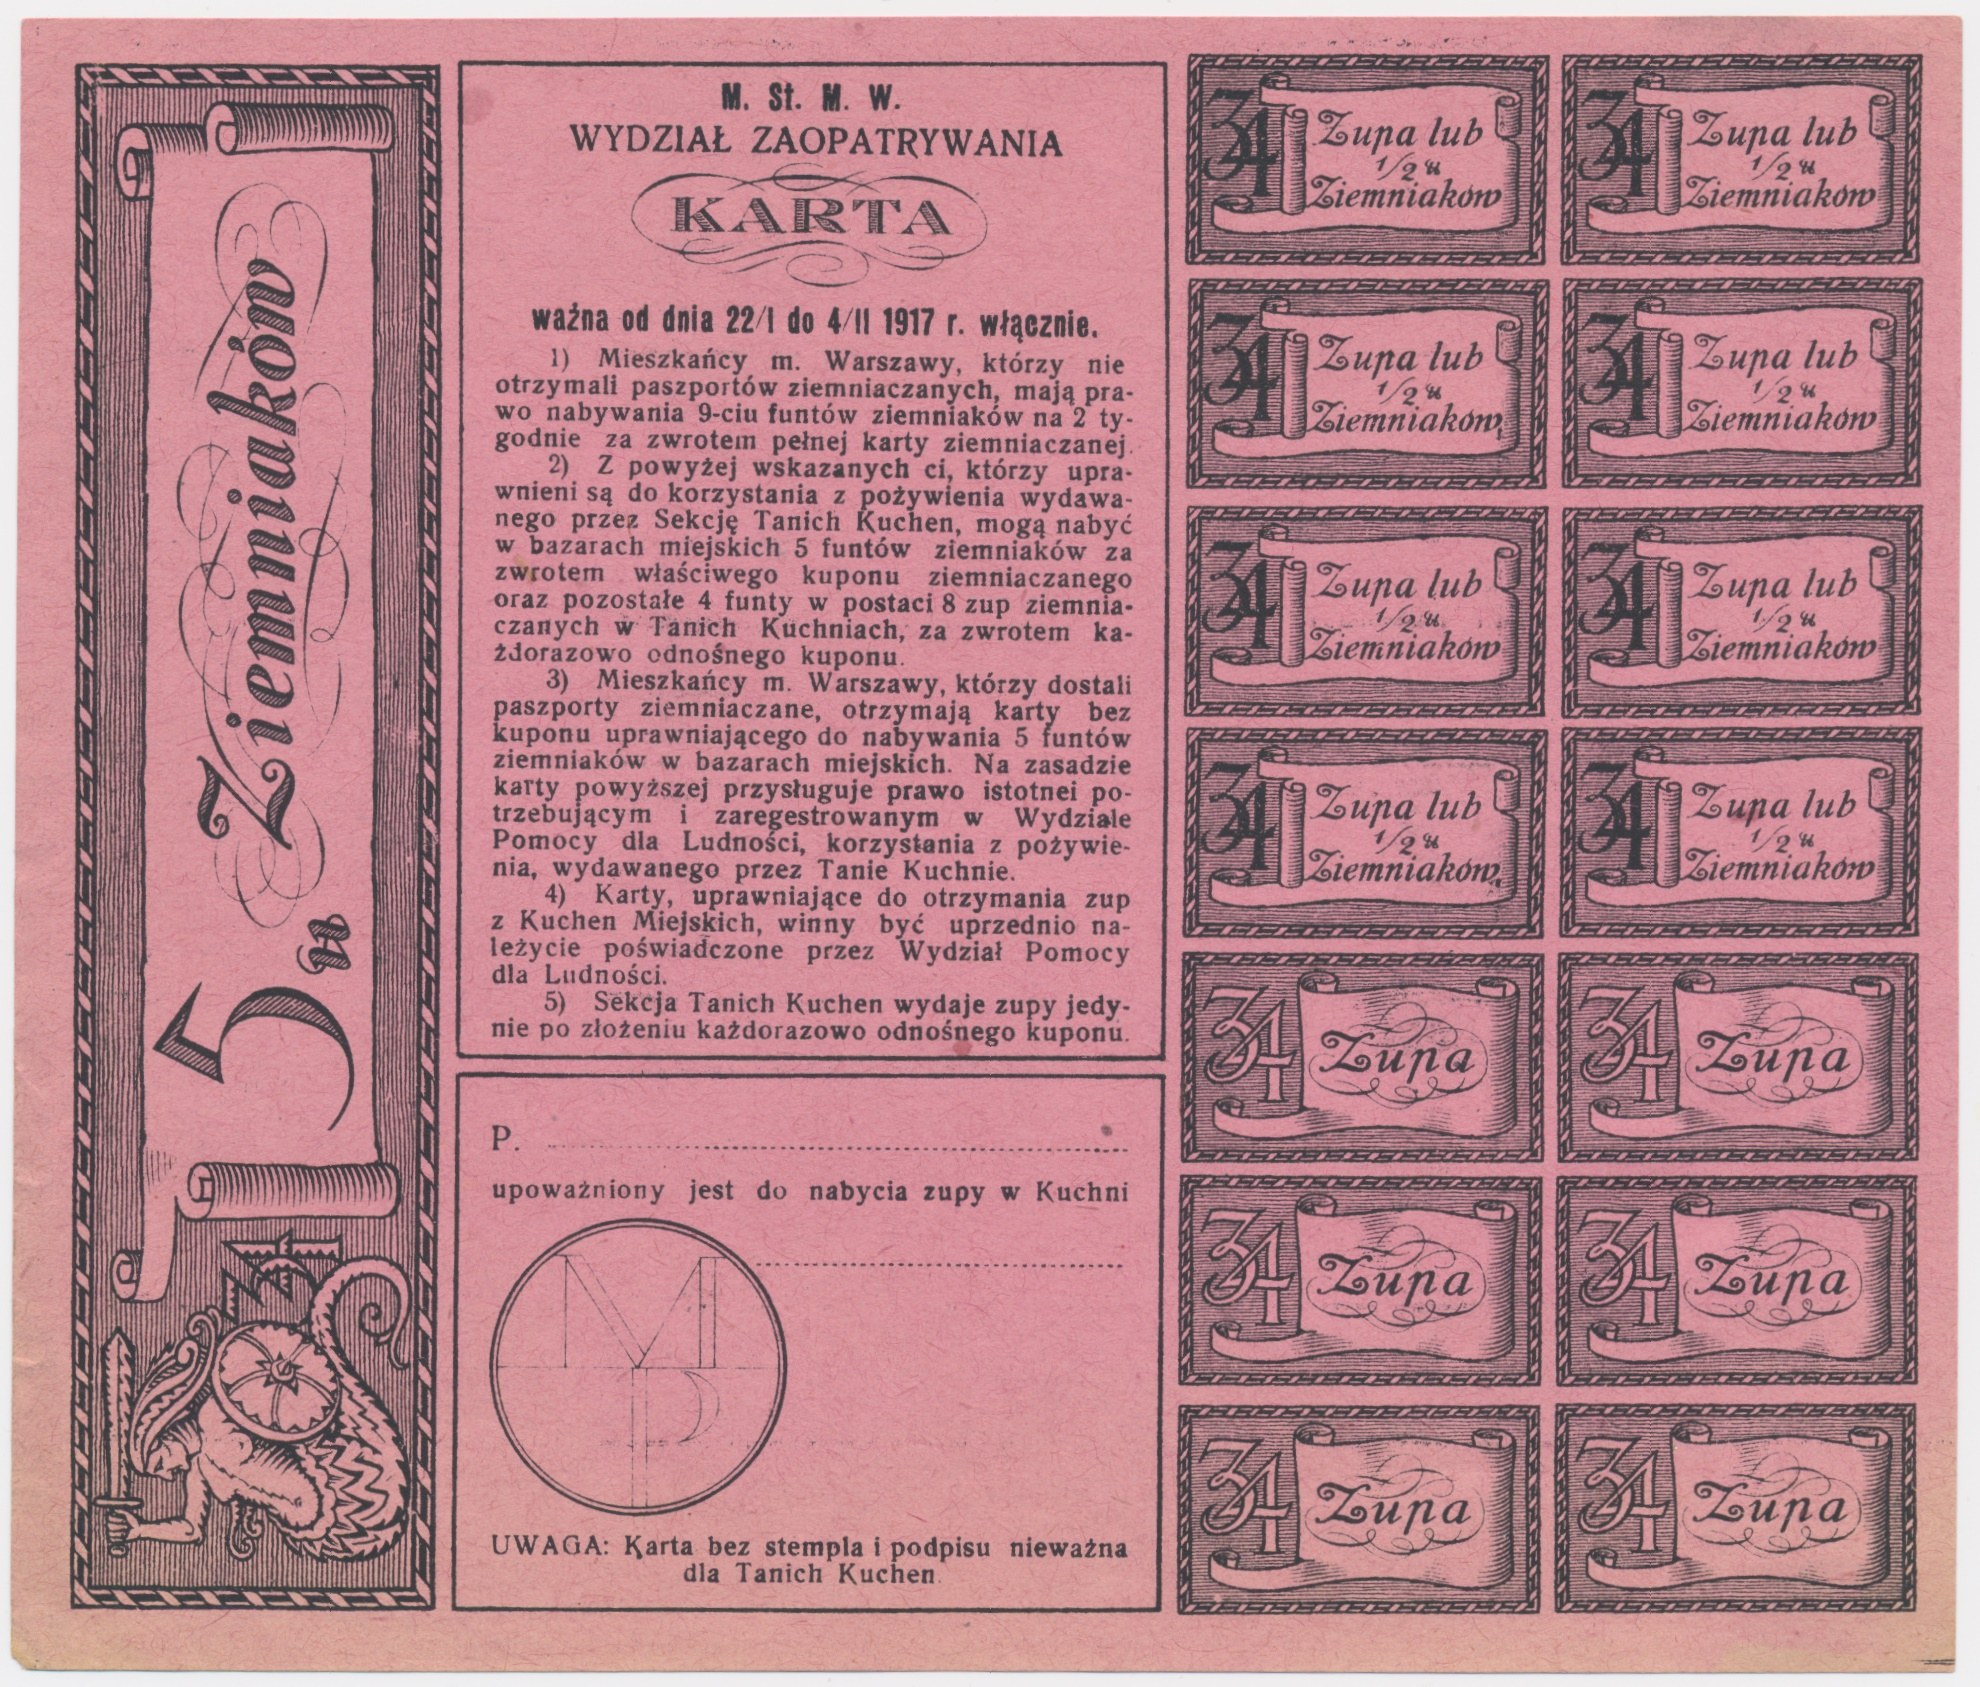 5 ℔ Ziemniaków
34
M. St. M. W.
WYDZIAŁ ZAOPATRYWANIA
KARTA
ważna od dnia 22/I do 4/II 1917 r. włącznie.
1) Mieszkańcy m. Warszawy, którzy nie
otrzymali paszportów ziemniaczanych, mają pra-
wo nabywania 9-ciu funtów ziemniaków na 2 ty-
godnie za zwrotem pełnej karty ziemniaczanej.
2) Z powyżej wskazanych ci, którzy upra-
wnieni są do korzystania z pożywienia wydawa-
nego przez Sekcję Tanich Kuchen, mogą nabyć
w bazarach miejskich 5 funtów ziemniaków za
zwrotem właściwego kuponu ziemniaczanego
oraz pozostałe 4 funty w postaci 8 zup ziemnia-
czanych w Tanich Kuchniach, za zwrotem ka-
żdorazowo odnośnego kuponu.
3) Mieszkańcy m. Warszawy, którzy dostali
paszporty ziemniaczane, otrzymają karty bez
kuponu uprawniającego do nabywania 5 funtów
ziemniaków w bazarach miejskich. Na zasadzie
karty powyższej przysługuje prawo istotnei po-
trzebującym i zaregestrowanym w Wydziale
Pomocy dla Ludności, korzystania z pożywie-
nia, wydawanego przez Tanie Kuchnie.
4) Karty, uprawniające do otrzymania zup
z Kuchen Miejskich, winny być uprzednio na-
leżycie poświadczone przez Wydział Pomocy
dla Ludności.
5) Sekcja Tanich Kuchen wydaje zupy jedy-
nie po złożeniu każdorazowo odnośnego kuponu.
P.
upoważniony jest do nabycia zupy w Kuchni
M
P
UWAGA: Karta bez stempla i podpisu nieważna
dla Tanich Kuchen.
34 Zupa lub
1/2 ℔
Ziemniaków
34 Zupa lub
1/2 ℔
Ziemniaków
34 Zupa lub
1/2 ℔
Ziemniaków
34 Zupa lub
1/2 ℔
Ziemniaków
34 Zupa lub
1/2 ℔
Ziemniaków
34 Zupa lub
1/2 ℔
Ziemniaków
34 Zupa lub
1/2 ℔
Ziemniaków
34 Zupa lub
1/2 ℔
Ziemniaków
34 Zupa
34 Zupa
34 Zupa
34 Zupa
34 Zupa
34 Zupa